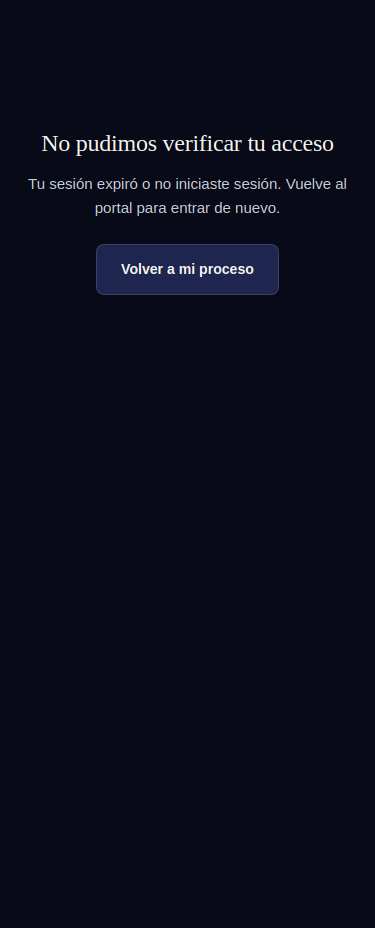 No pudimos verificar tu acceso
Tu sesión expiró o no iniciaste sesión. Vuelve al
portal para entrar de nuevo.
Volver a mi proceso